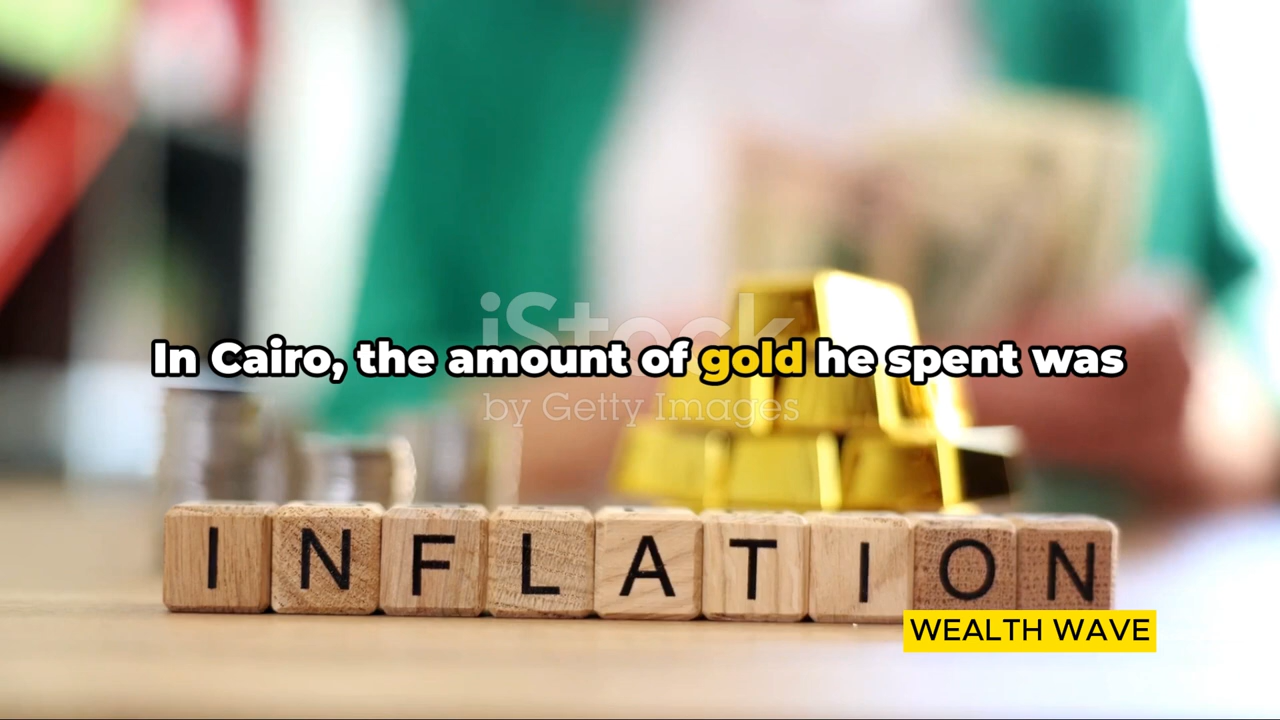 iStock
In Cairo, the amount of gold he spent was
by Getty Images
INFLATION
WEALTH WAVE